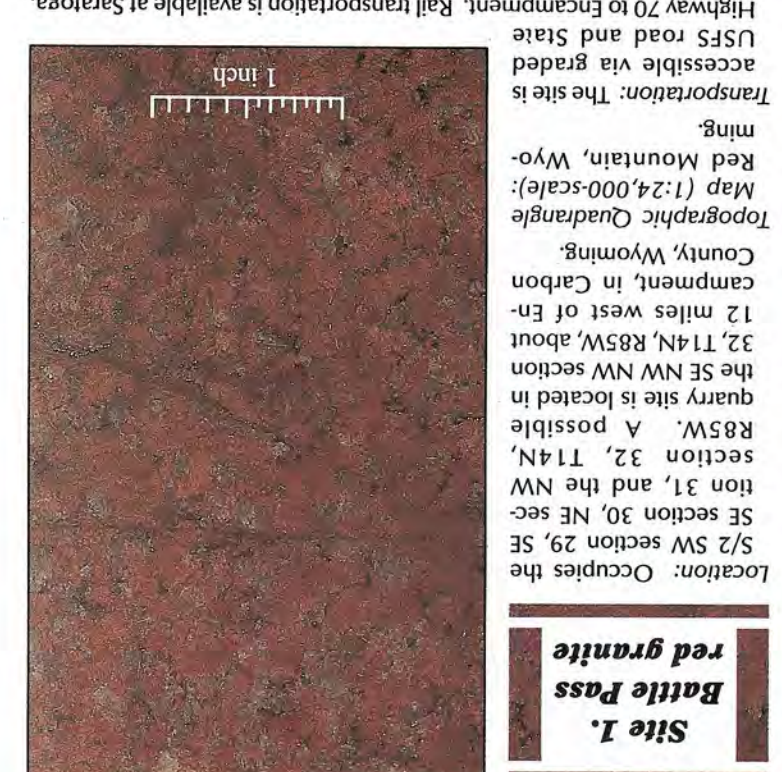 Site 1.
Battle Pass
red granite
Location: Occupies the
S/2 SW section 29, SE
SE section 30, NE sec-
tion 31, and the NW
section 32, T14N,
R85W. A possible
quarry site is located in
the SE NW NW section
32, T14N, R85W, about
12 miles west of En-
campment, in Carbon
County, Wyoming.
Topographic Quadrangle
Map (1:24,000-scale):
Red Mountain, Wyo-
ming.
Transportation: The site is
accessible via graded
USFS road and State
Highway 70 to Encampment. Rail transportation is available at Saratoga.
1 inch